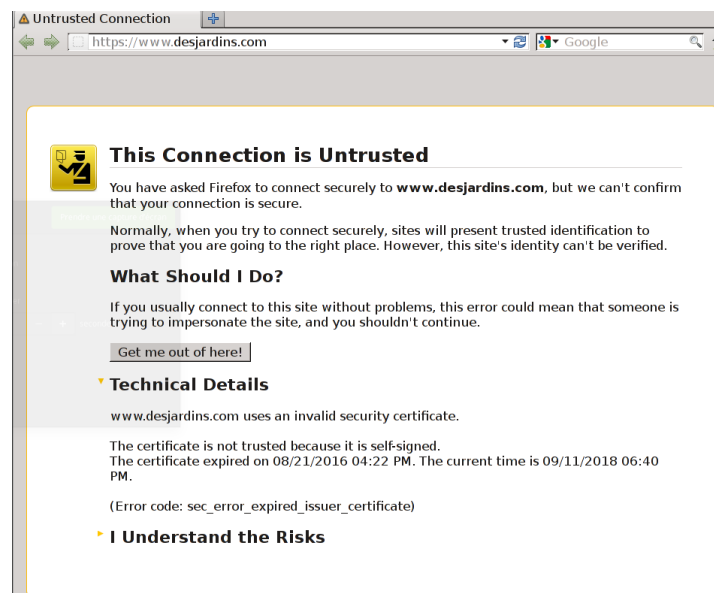 Untrusted Connection
https://www.desjardins.com
Google
This Connection is Untrusted
You have asked Firefox to connect securely to www.desjardins.com, but we can't confirm
that your connection is secure.
Normally, when you try to connect securely, sites will present trusted identification to
prove that you are going to the right place. However, this site's identity can't be verified.
What Should I Do?
If you usually connect to this site without problems, this error could mean that someone is
trying to impersonate the site, and you shouldn't continue.
Get me out of here!
Technical Details
www.desjardins.com uses an invalid security certificate.
The certificate is not trusted because it is self-signed.
The certificate expired on 08/21/2016 04:22 PM. The current time is 09/11/2018 06:40
PM.
(Error code: sec_error_expired_issuer_certificate)
I Understand the Risks